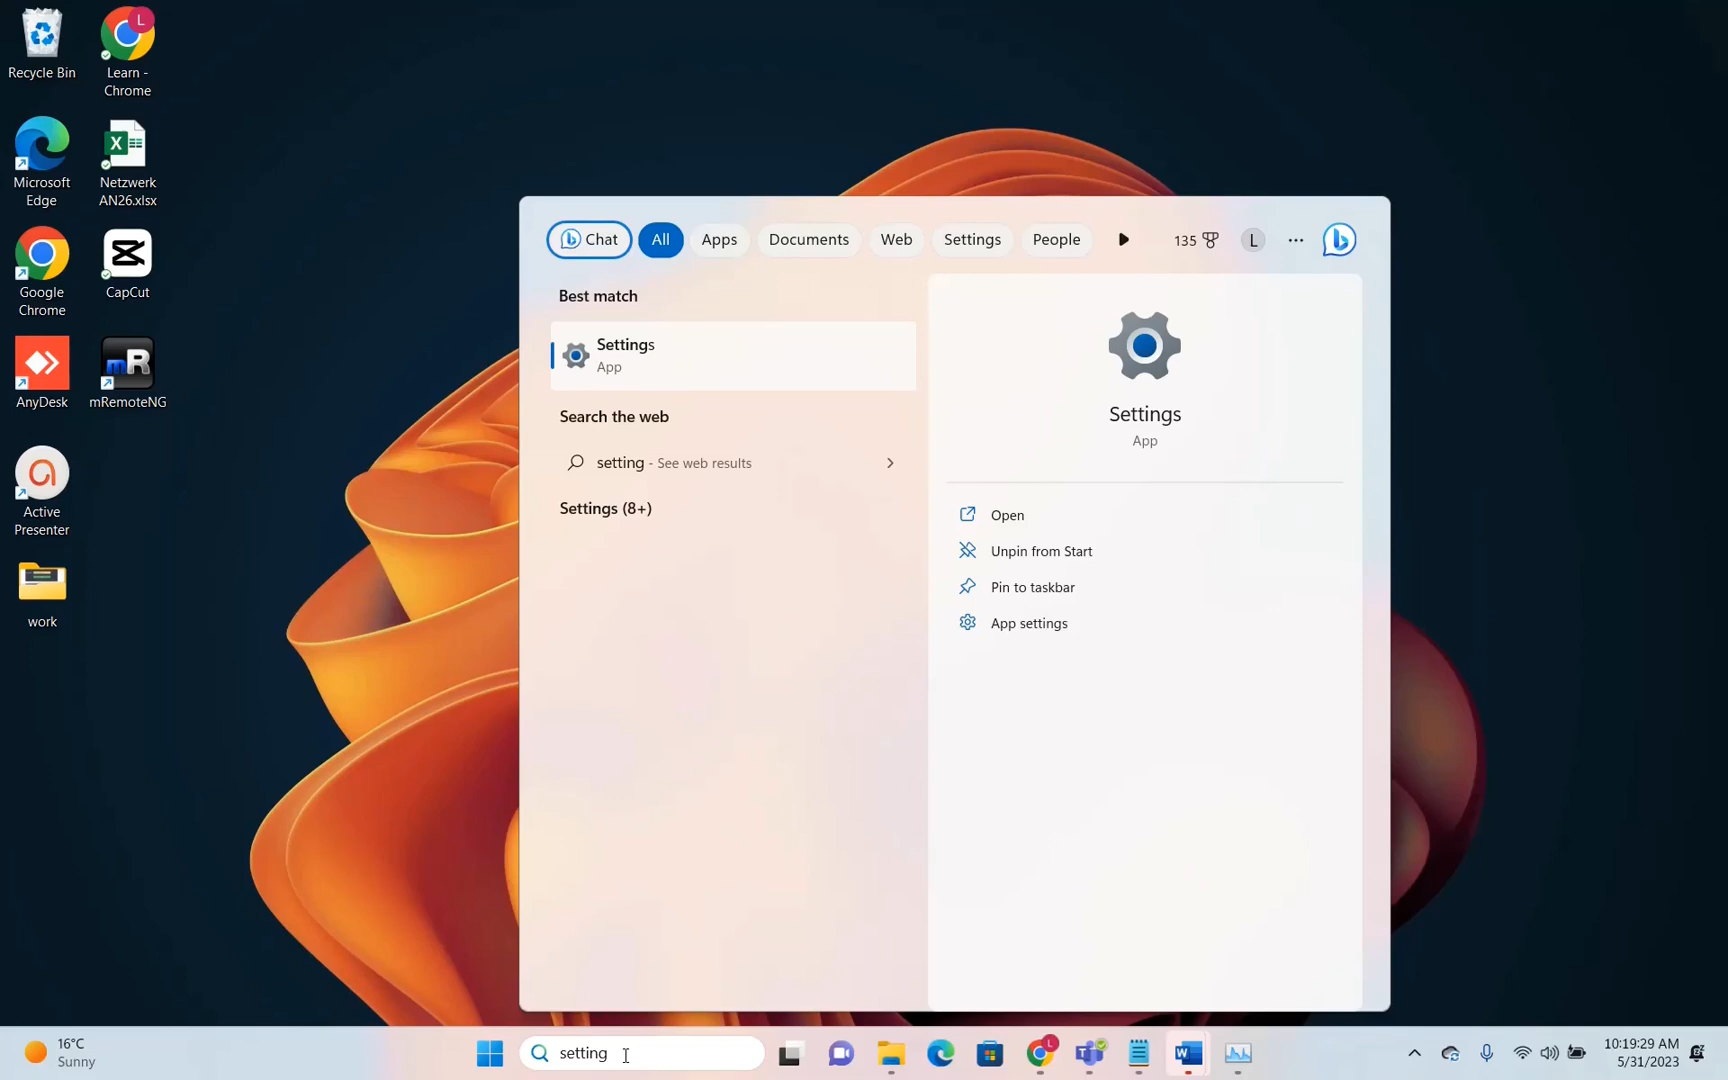 Recycle Bin
Learn -
Chrome
L
Microsoft
Edge
Netzwerk
AN26.xlsx
Google
Chrome
CapCut
AnyDesk
mR
mRemoteNG
Active
Presenter
work
Chat
All
Apps
Documents
Web
Settings
People
135
L
Best match
Settings
App
Search the web
setting - See web results
Settings (8+)
Settings
App
Open
Unpin from Start
Pin to taskbar
App settings
16°C
Sunny
setting
10:19:29 AM
5/31/2023